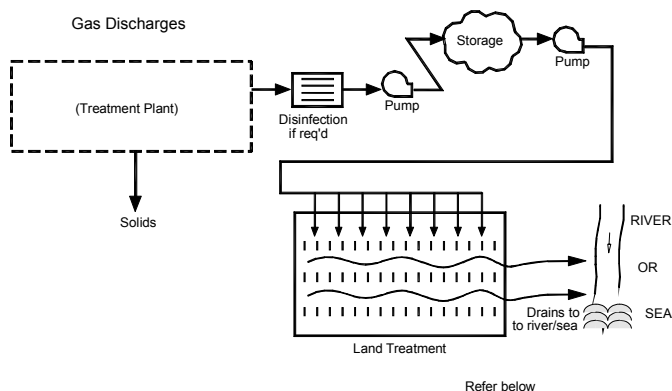 Gas Discharges
(Treatment Plant)
Solids
Disinfection
if req'd
Pump
Storage
Pump
Land Treatment
RIVER
OR
SEA
Drains to
to river/sea
Refer below